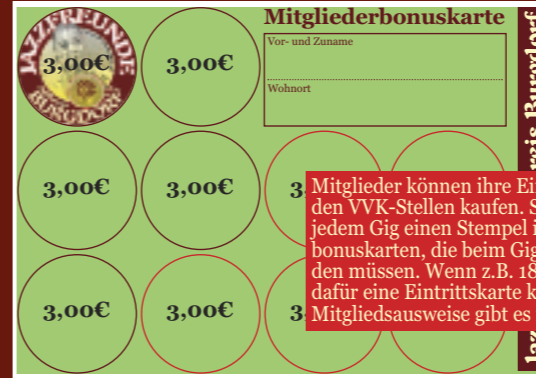 Mitgliederbonuskarte
Vor- und Zuname
Wohnort
JAZZFREUNDE
BURGDORF
3,00€
3,00€
3,00€
3,00€
3
3,00€
3,00€
3
Mitglieder können ihre Ei
den VVK-Stellen kaufen. S
jedem Gig einen Stempel i
bonuskarten, die beim Gig
den müssen. Wenn z.B. 18
dafür eine Eintrittskarte k
Mitgliedsausweise gibt es
Burgdorf